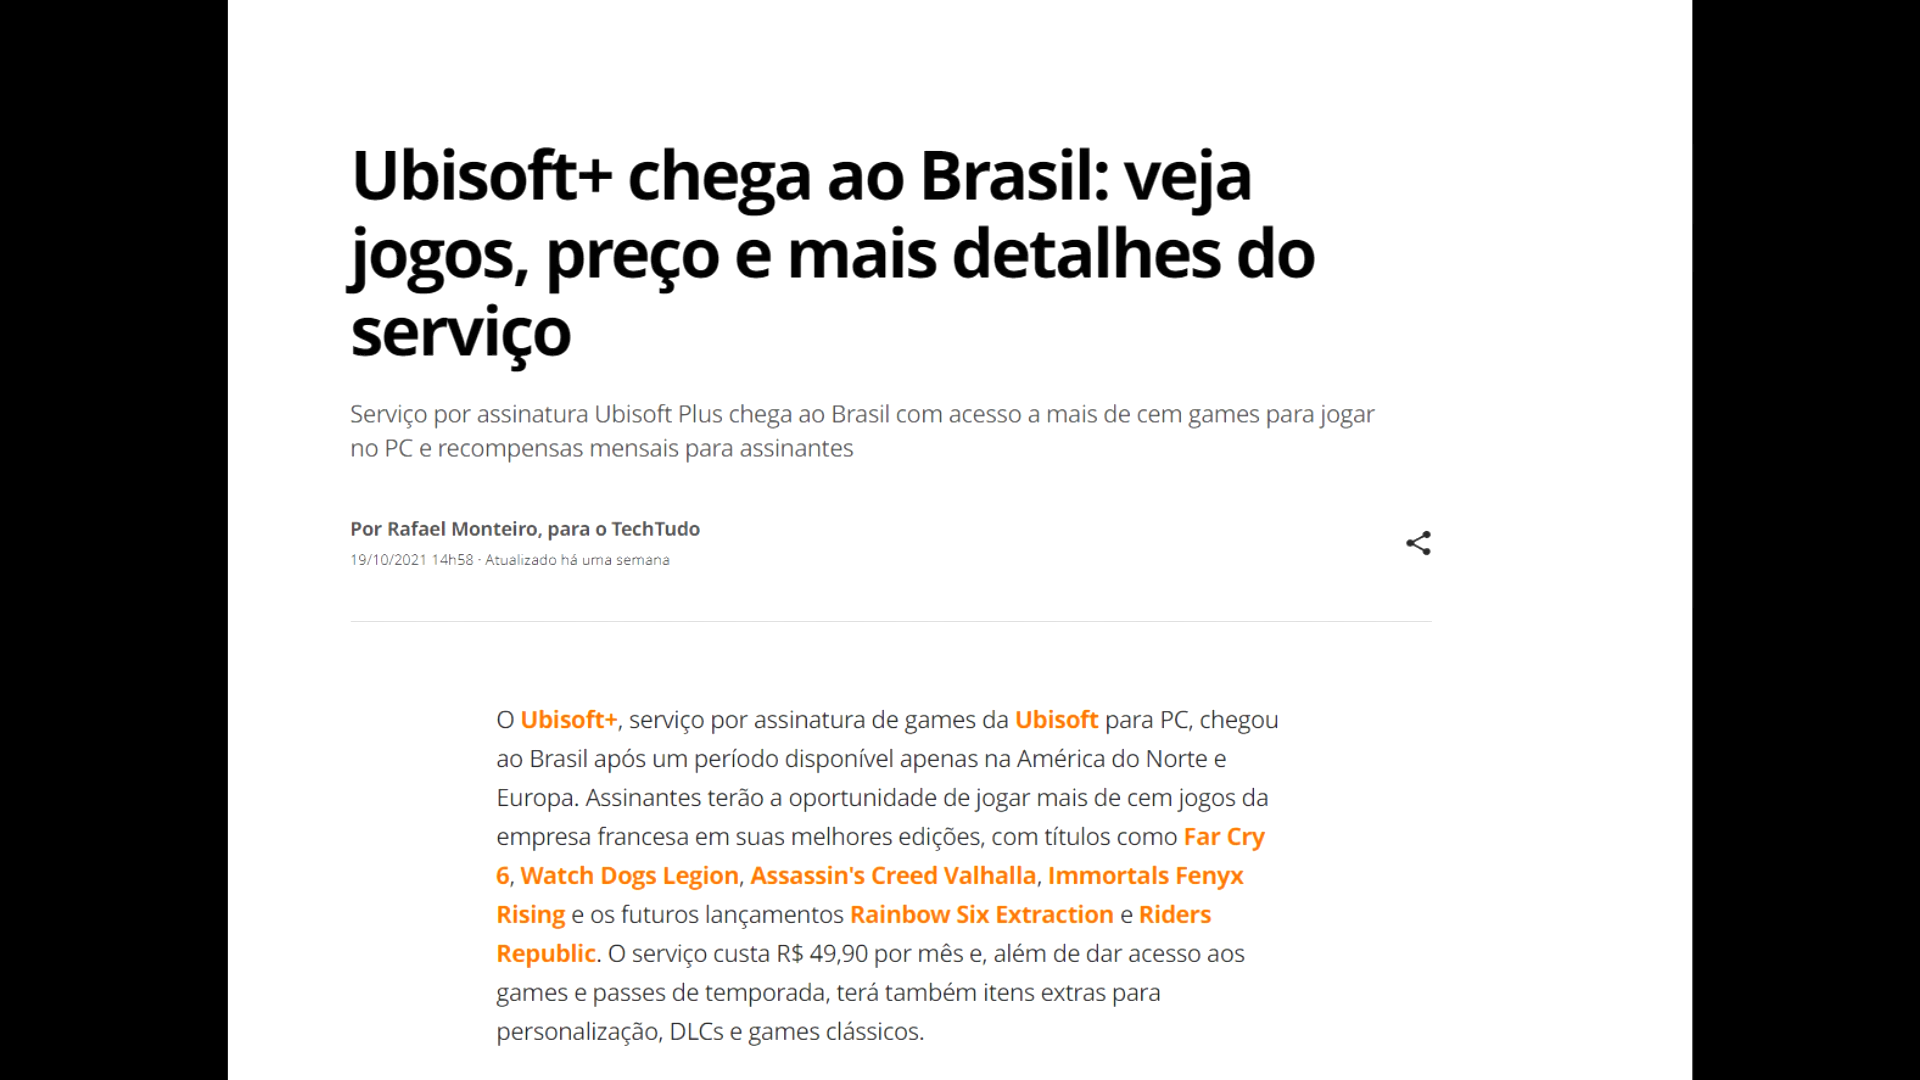 Ubisoft+ chega ao Brasil: veja
jogos, preço e mais detalhes do
serviço
Serviço por assinatura Ubisoft Plus chega ao Brasil com acesso a mais de cem games para jogar
no PC e recompensas mensais para assinantes
Por Rafael Monteiro, para o TechTudo
19/10/2021 14h58 · Atualizado há uma semana
O Ubisoft+, serviço por assinatura de games da Ubisoft para PC, chegou
ao Brasil após um período disponível apenas na América do Norte e
Europa. Assinantes terão a oportunidade de jogar mais de cem jogos da
empresa francesa em suas melhores edições, com títulos como Far Cry
6, Watch Dogs Legion, Assassin's Creed Valhalla, Immortals Fenyx
Rising e os futuros lançamentos Rainbow Six Extraction e Riders
Republic. O serviço custa R$ 49,90 por mês e, além de dar acesso aos
games e passes de temporada, terá também itens extras para
personalização, DLCs e games clássicos.